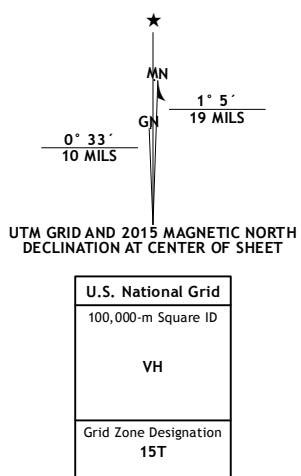 ★
MN
1° 5´
19 MILS
GN
0° 33´
10 MILS
UTM GRID AND 2015 MAGNETIC NORTH
DECLINATION AT CENTER OF SHEET
U.S. National Grid
100,000-m Square ID
VH
Grid Zone Designation
15T